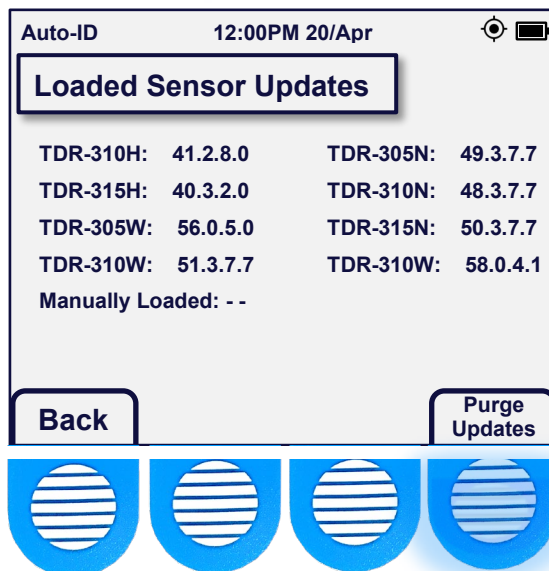 Auto-ID 12:00PM 20/Apr
Loaded Sensor Updates
TDR-310H: 41.2.8.0 TDR-305N: 49.3.7.7
TDR-315H: 40.3.2.0 TDR-310N: 48.3.7.7
TDR-305W: 56.0.5.0 TDR-315N: 50.3.7.7
TDR-310W: 51.3.7.7 TDR-310W: 58.0.4.1
Manually Loaded: - -
Back
Purge
Updates